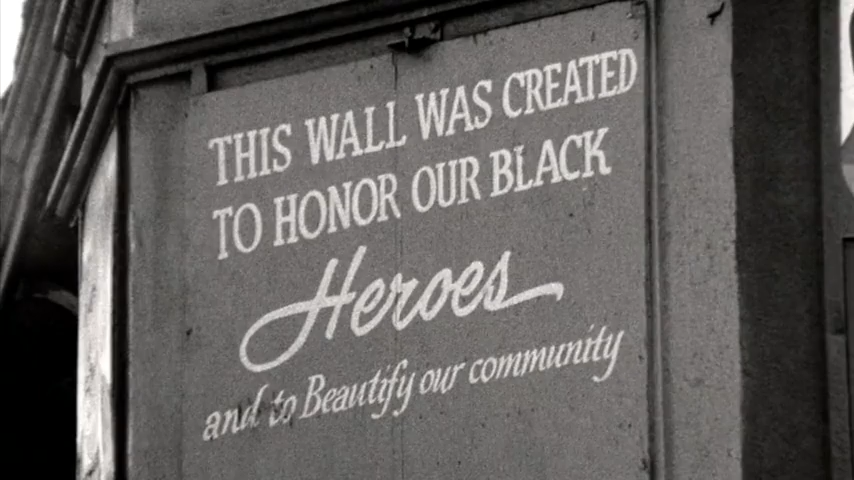 THIS WALL WAS CREATED
TO HONOR OUR BLACK
Heroes
and to Beautify our community